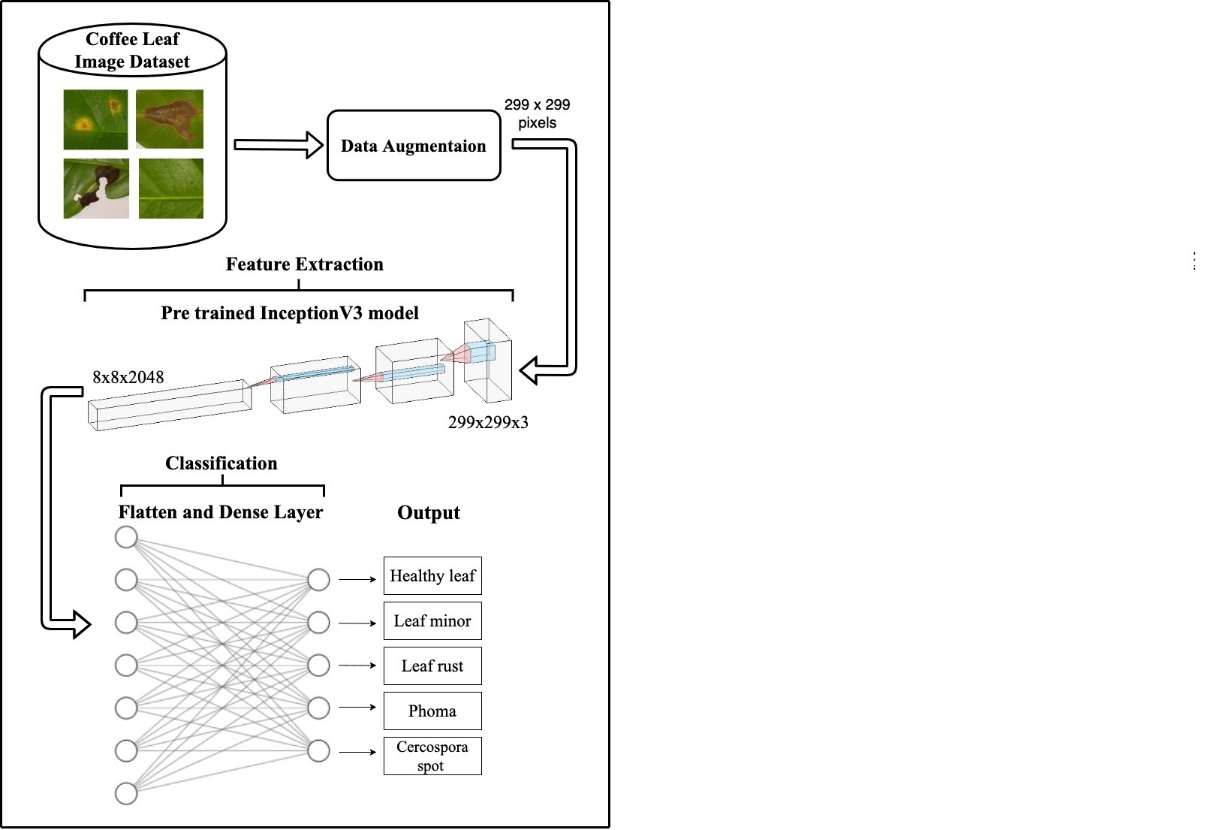 Coffee Leaf
Image Dataset
299 x 299
pixels
Data Augmentaion
Feature Extraction
Pre trained InceptionV3 model
8x8x2048
299x299x3
Classification
Flatten and Dense Layer
Output
Healthy leaf
Leaf minor
Leaf rust
Phoma
Cercospora
spot